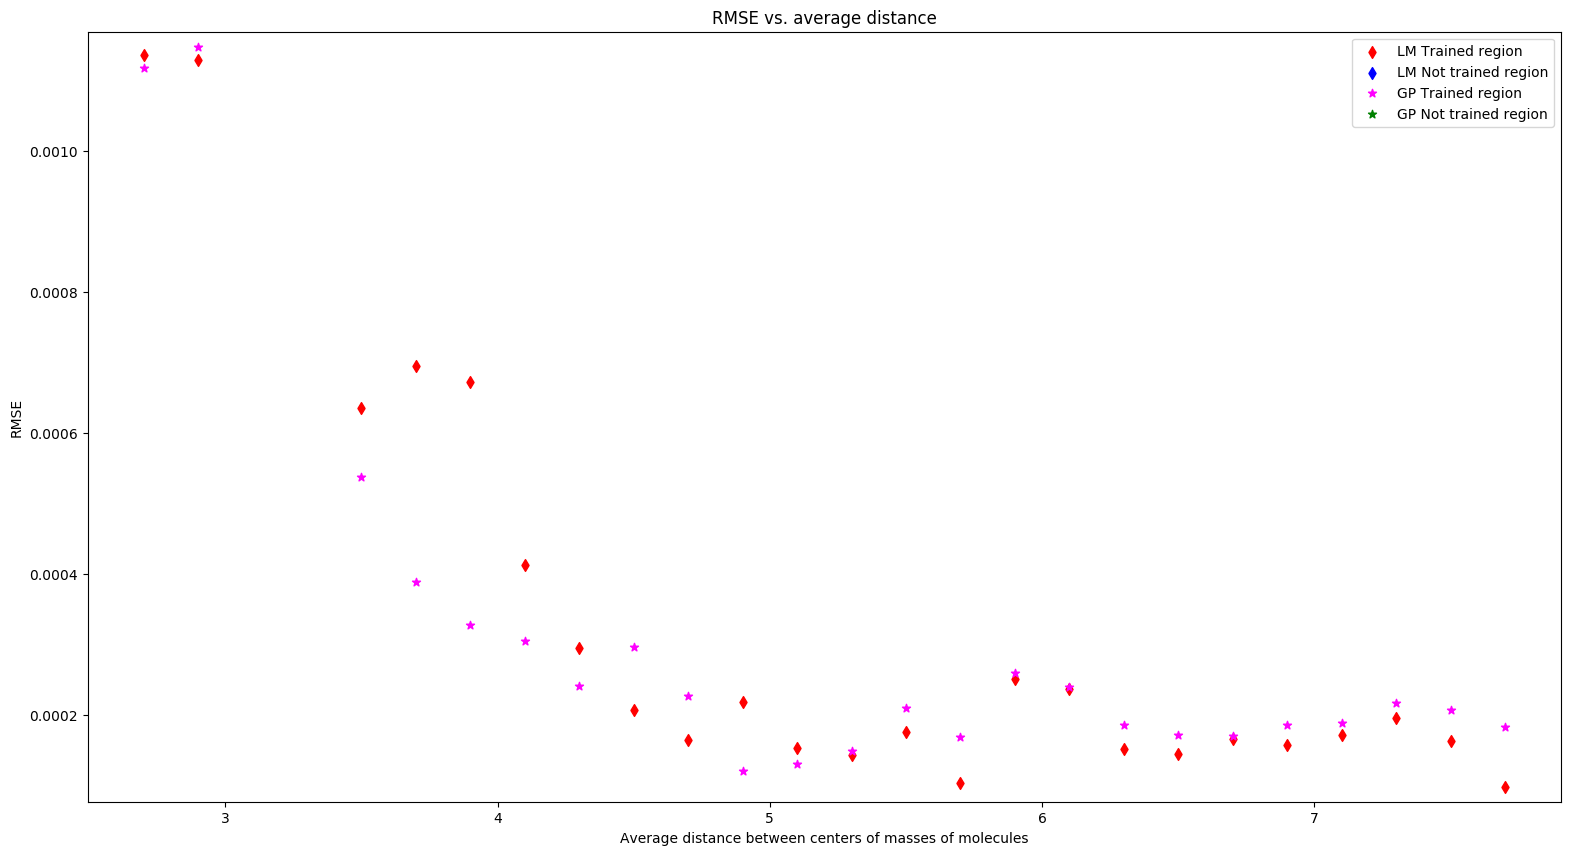 RMSE vs. average distance
LM Trained region
LM Not trained region
GP Trained region
GP Not trained region
0.0010
0.0008
0.0006
0.0004
0.0002
RMSE
3
4
5
6
7
Average distance between centers of masses of molecules